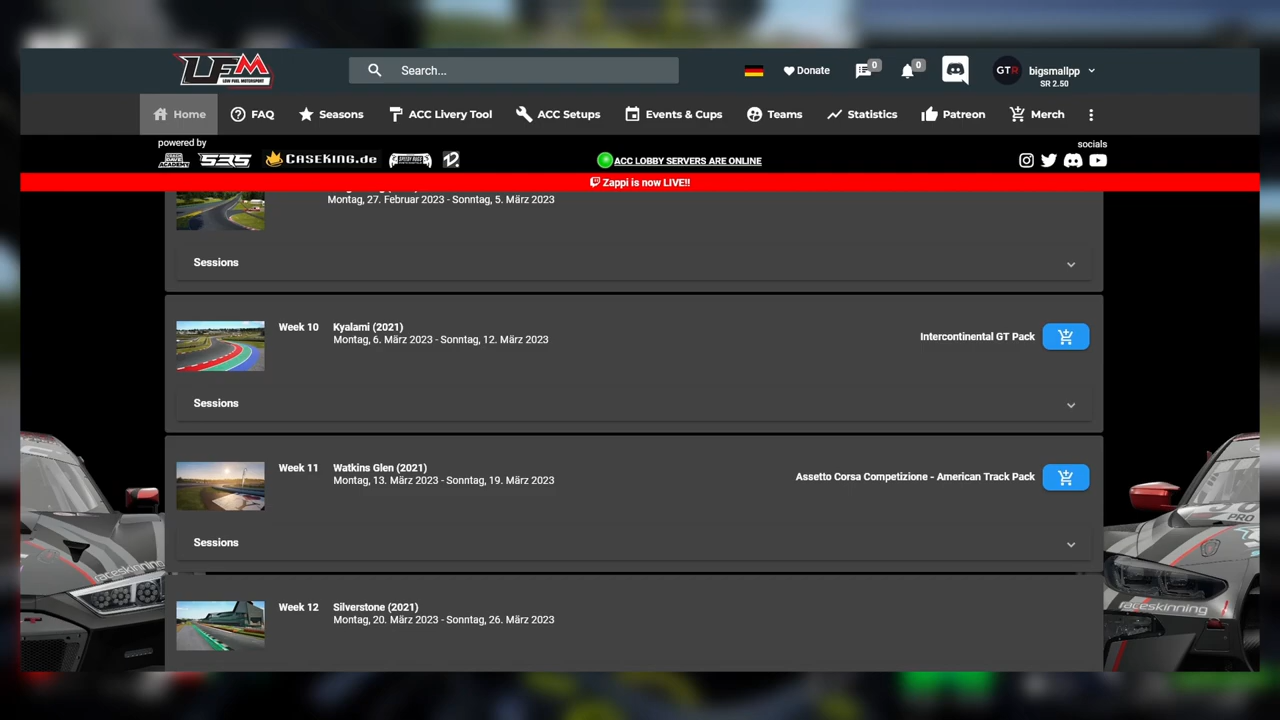 LFM
LOW FUEL MOTORSPORT
Search...
Donate
0
0
GTR
bigsmallpp
SR 2.50
Home
FAQ
Seasons
ACC Livery Tool
ACC Setups
Events & Cups
Teams
Statistics
Patreon
Merch
powered by
socials
CASEKING.de
ACC LOBBY SERVERS ARE ONLINE
Zappi is now LIVE!!
Montag, 27. Februar 2023 - Sonntag, 5. März 2023
Sessions
Week 10 Kyalami (2021)
Montag, 6. März 2023 - Sonntag, 12. März 2023
Intercontinental GT Pack
Sessions
Week 11 Watkins Glen (2021)
Montag, 13. März 2023 - Sonntag, 19. März 2023
Assetto Corsa Competizione - American Track Pack
Sessions
Week 12 Silverstone (2021)
Montag, 20. März 2023 - Sonntag, 26. März 2023
raceskinning
PRO
raceskinning